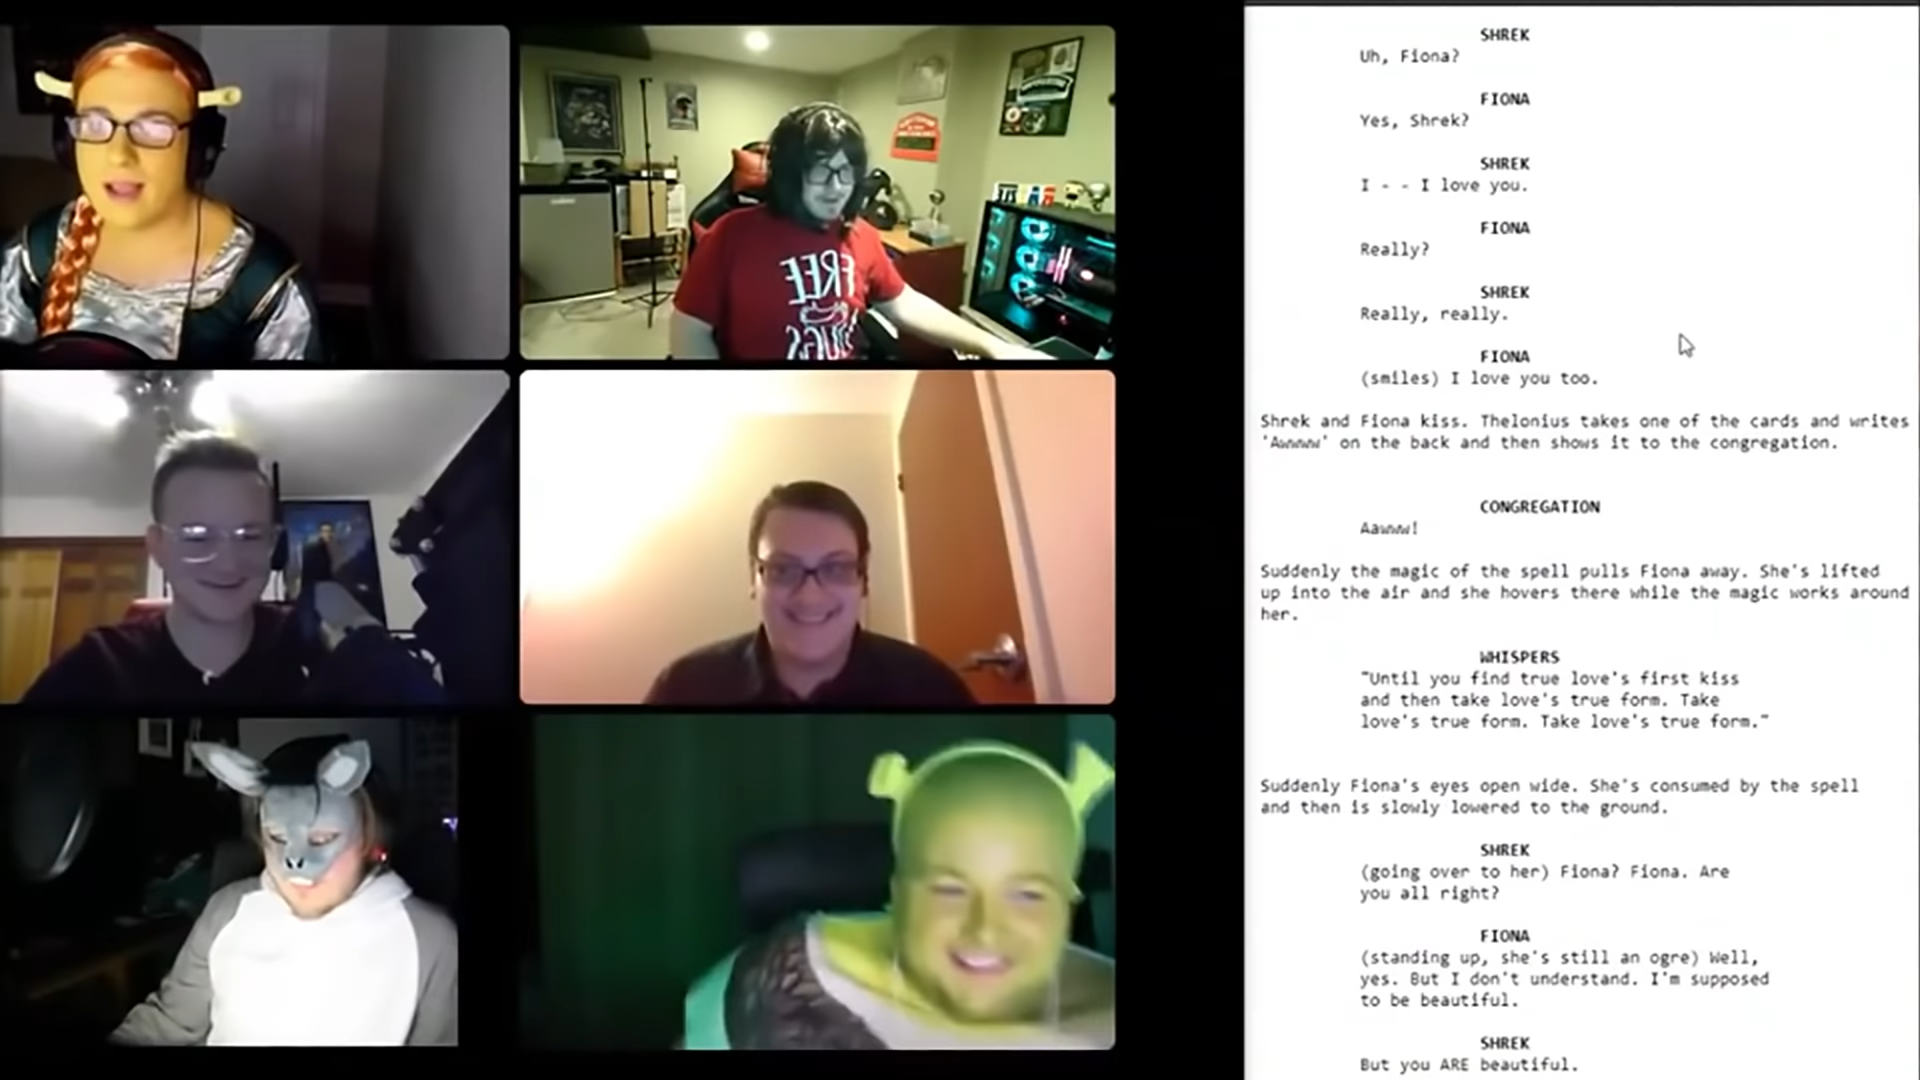 FREE
HUGS
SHREK
Uh, Fiona?
FIONA
Yes, Shrek?
SHREK
I - - I love you.
FIONA
Really?
SHREK
Really, really.
FIONA
(smiles) I love you too.
Shrek and Fiona kiss. Thelonius takes one of the cards and writes
'Awwww' on the back and then shows it to the congregation.
CONGREGATION
Aawww!
Suddenly the magic of the spell pulls Fiona away. She's lifted
up into the air and she hovers there while the magic works around
her.
WHISPERS
"Until you find true love's first kiss
and then take love's true form. Take
love's true form. Take love's true form."
Suddenly Fiona's eyes open wide. She's consumed by the spell
and then is slowly lowered to the ground.
SHREK
(going over to her) Fiona? Fiona. Are
you all right?
FIONA
(standing up, she's still an ogre) Well,
yes. But I don't understand. I'm supposed
to be beautiful.
SHREK
But you ARE beautiful.